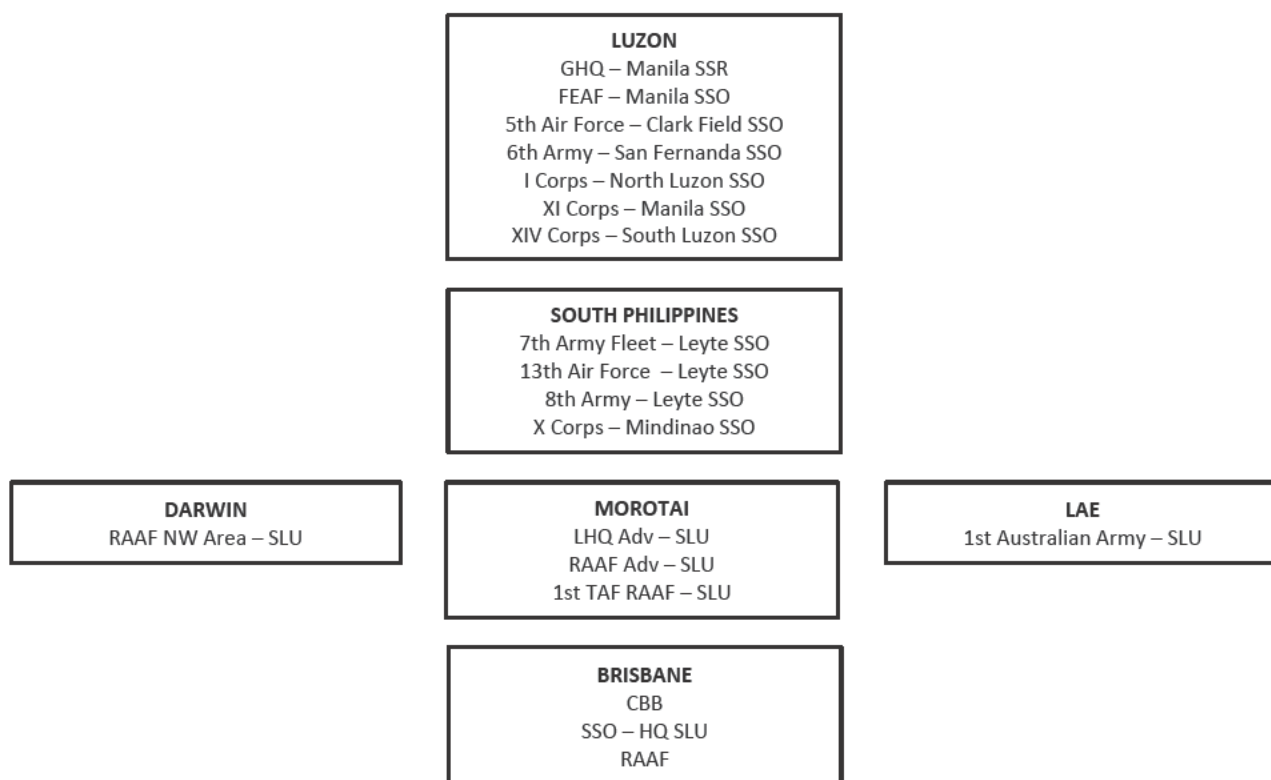 LUZON
GHQ – Manila SSR
FEAF – Manila SSO
5th Air Force – Clark Field SSO
6th Army – San Fernanda SSO
I Corps – North Luzon SSO
XI Corps – Manila SSO
XIV Corps – South Luzon SSO
SOUTH PHILIPPINES
7th Army Fleet – Leyte SSO
13th Air Force – Leyte SSO
8th Army – Leyte SSO
X Corps – Mindinao SSO
DARWIN
RAAF NW Area – SLU
MOROTAI
LHQ Adv – SLU
RAAF Adv – SLU
1st TAF RAAF – SLU
LAE
1st Australian Army – SLU
BRISBANE
CBB
SSO – HQ SLU
RAAF